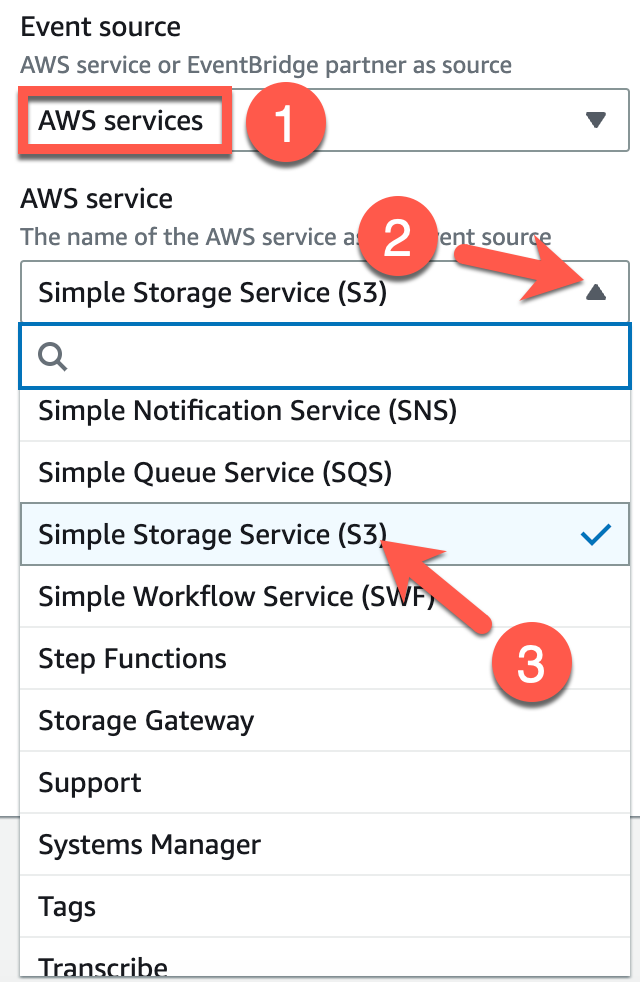 Event source
AWS service or EventBridge partner as source
AWS services
1
AWS service
The name of the AWS service as event source
2
Simple Storage Service (S3)
Simple Notification Service (SNS)
Simple Queue Service (SQS)
Simple Storage Service (S3)
Simple Workflow Service (SWF)
Step Functions
3
Storage Gateway
Support
Systems Manager
Tags
Transcribe